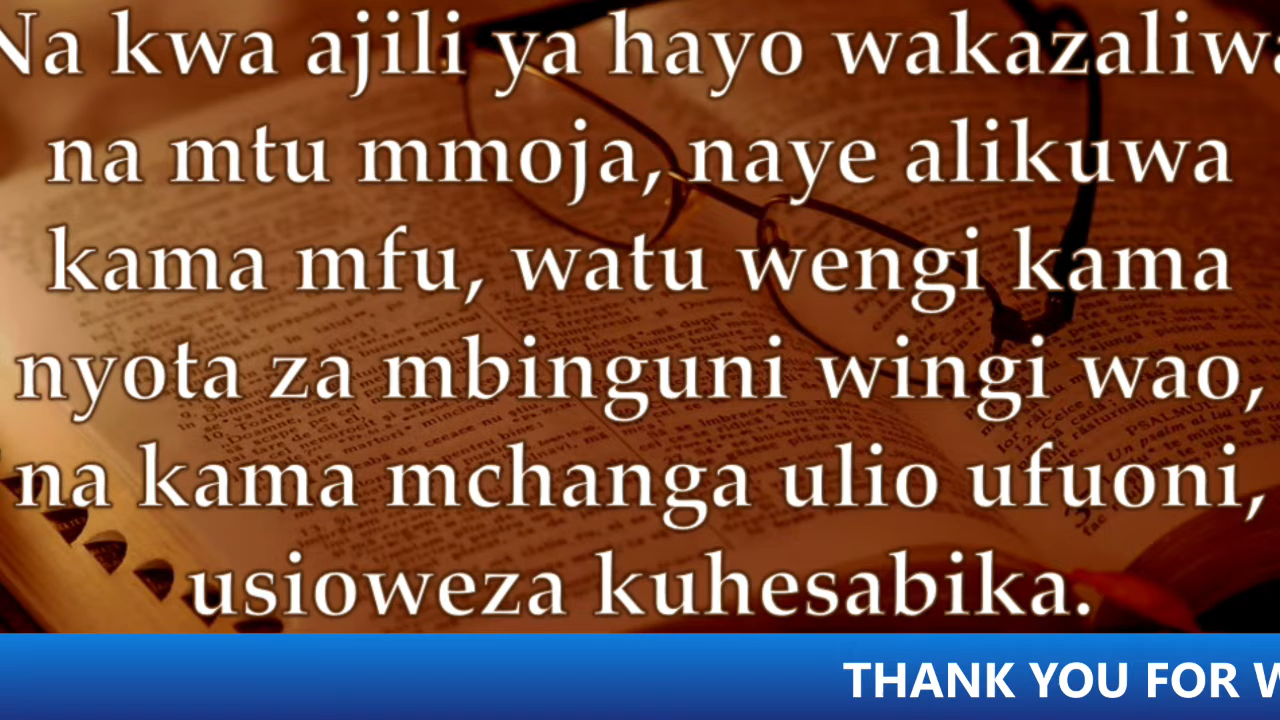 Na kwa ajili ya hayo wakazaliwa
na mtu mmoja, naye alikuwa
kama mfu, watu wengi kama
nyota za mbinguni wingi wao,
na kama mchanga ulio ufuoni,
usioweza kuhesabika.
THANK YOU FOR